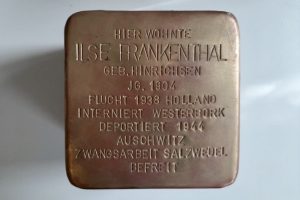 HIER WOHNTE
ILSE FRANKENTHAL
GEB. HINRICHSEN
JG. 1904
FLUCHT 1938 HOLLAND
INTERNIERT WESTERBORK
DEPORTIERT 1944
AUSCHWITZ
ZWANGSARBEIT SALZWEDEL
BEFREIT